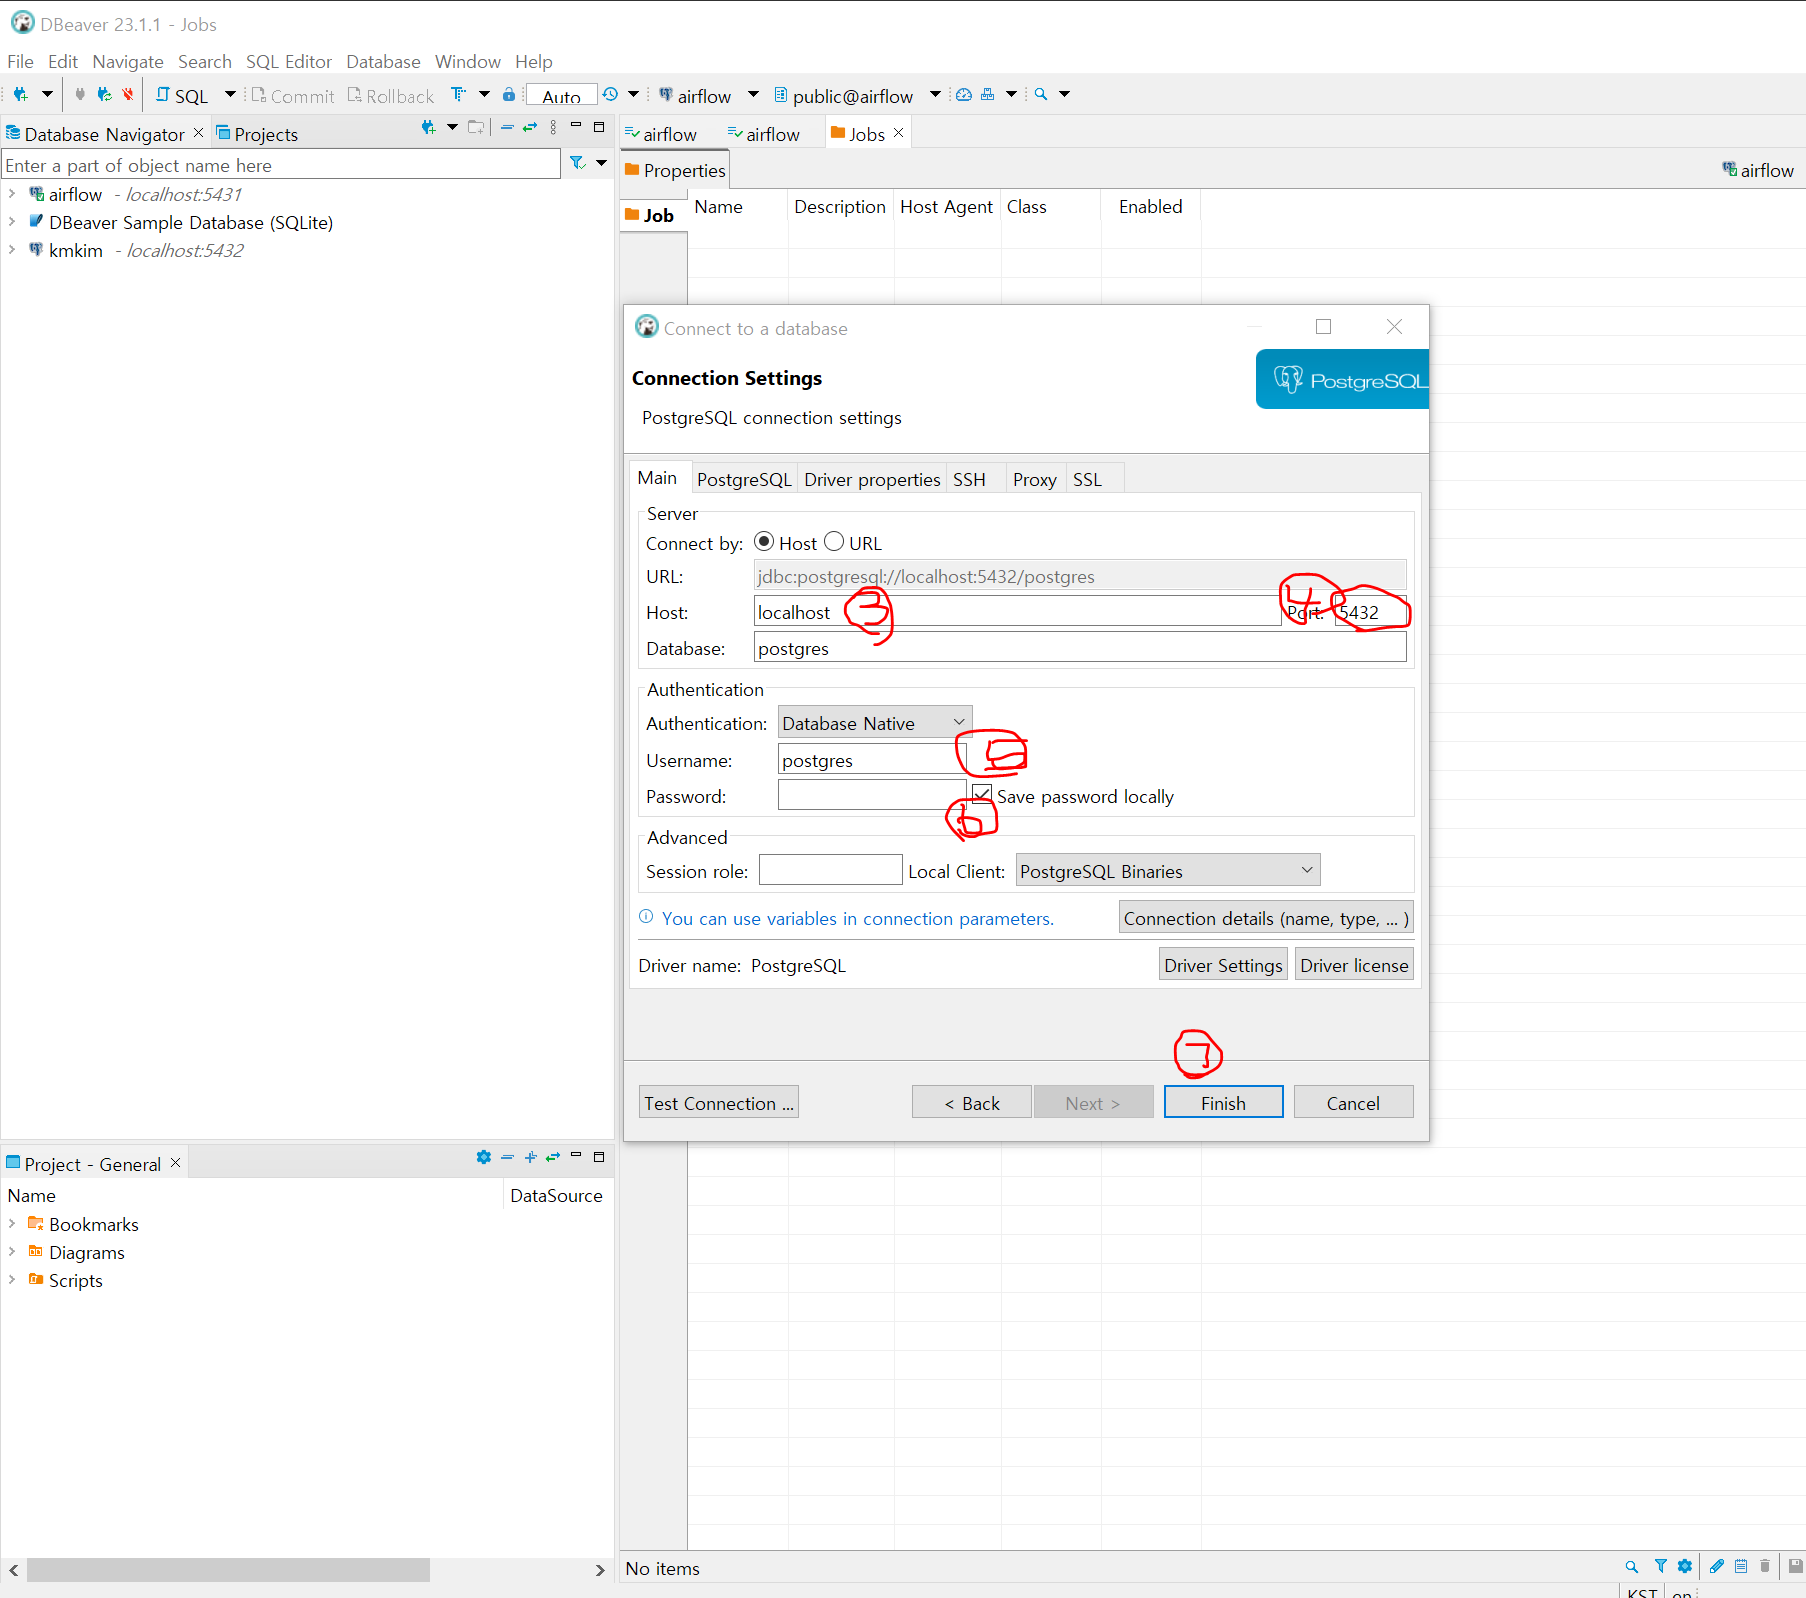 DBeaver 23.1.1 - Jobs
File Edit Navigate Search SQL Editor Database Window Help
SQL Commit Rollback Auto airflow public@airflow
Database Navigator Projects
airflow airflow Jobs
Enter a part of object name here
Properties airflow
airflow - localhost:5431
DBeaver Sample Database (SQLite)
kmkim - localhost:5432
Job Name Description Host Agent Class Enabled
Connect to a database
Connection Settings
PostgreSQL
PostgreSQL connection settings
Main PostgreSQL Driver properties SSH Proxy SSL
Server
Connect by: Host URL
URL: jdbc:postgresql://localhost:5432/postgres
Host: localhost 3 4 Port: 5432
Database: postgres
Authentication
Authentication: Database Native
Username: postgres 5
Password: Save password locally
6
Advanced
Session role: Local Client: PostgreSQL Binaries
You can use variables in connection parameters. Connection details (name, type, ... )
Driver name: PostgreSQL Driver Settings Driver license
7
Test Connection ... < Back Next > Finish Cancel
Project - General
Name DataSource
Bookmarks
Diagrams
Scripts
No items
KST en